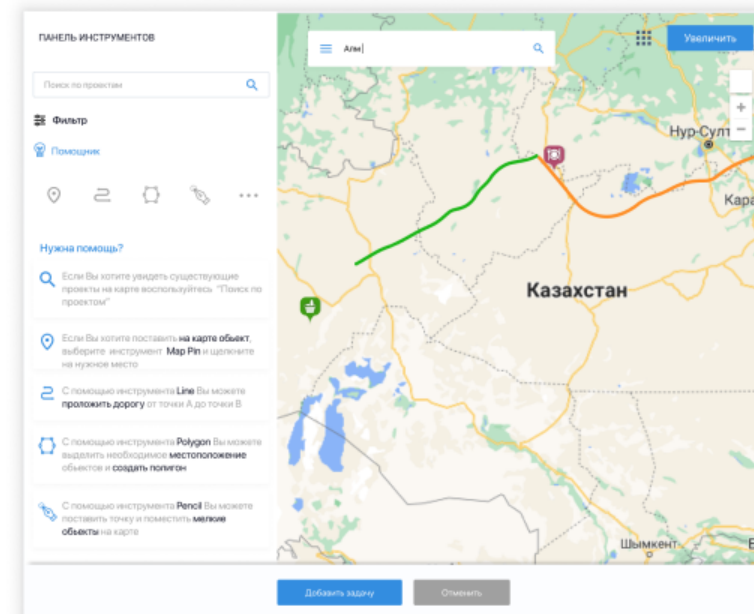 ПАНЕЛЬ ИНСТРУМЕНТОВ
Поиск по проектам
Фильтр
Помощник
Нужна помощь?
Если Вы хотите увидеть существующие
проекты на карте воспользуйтесь "Поиск по
проектом"
Если Вы хотите поставить на карте объект,
выберите инструмент Map Pin и щелкните
на нужное место
С помощью инструмента Line Вы можете
проложить дорогу от точки А до точки В
С помощью инструмента Polygon Вы можете
выделить необходимое местоположение
объектов и создать полигон
С помощью инструмента Pencil Вы можете
поставить точку и поместить мелкие
объекты на карте
Алм
Увеличить
+
−
Нур-Султ
Кара
Казахстан
Шымкент
Добавить задачу
Отменить